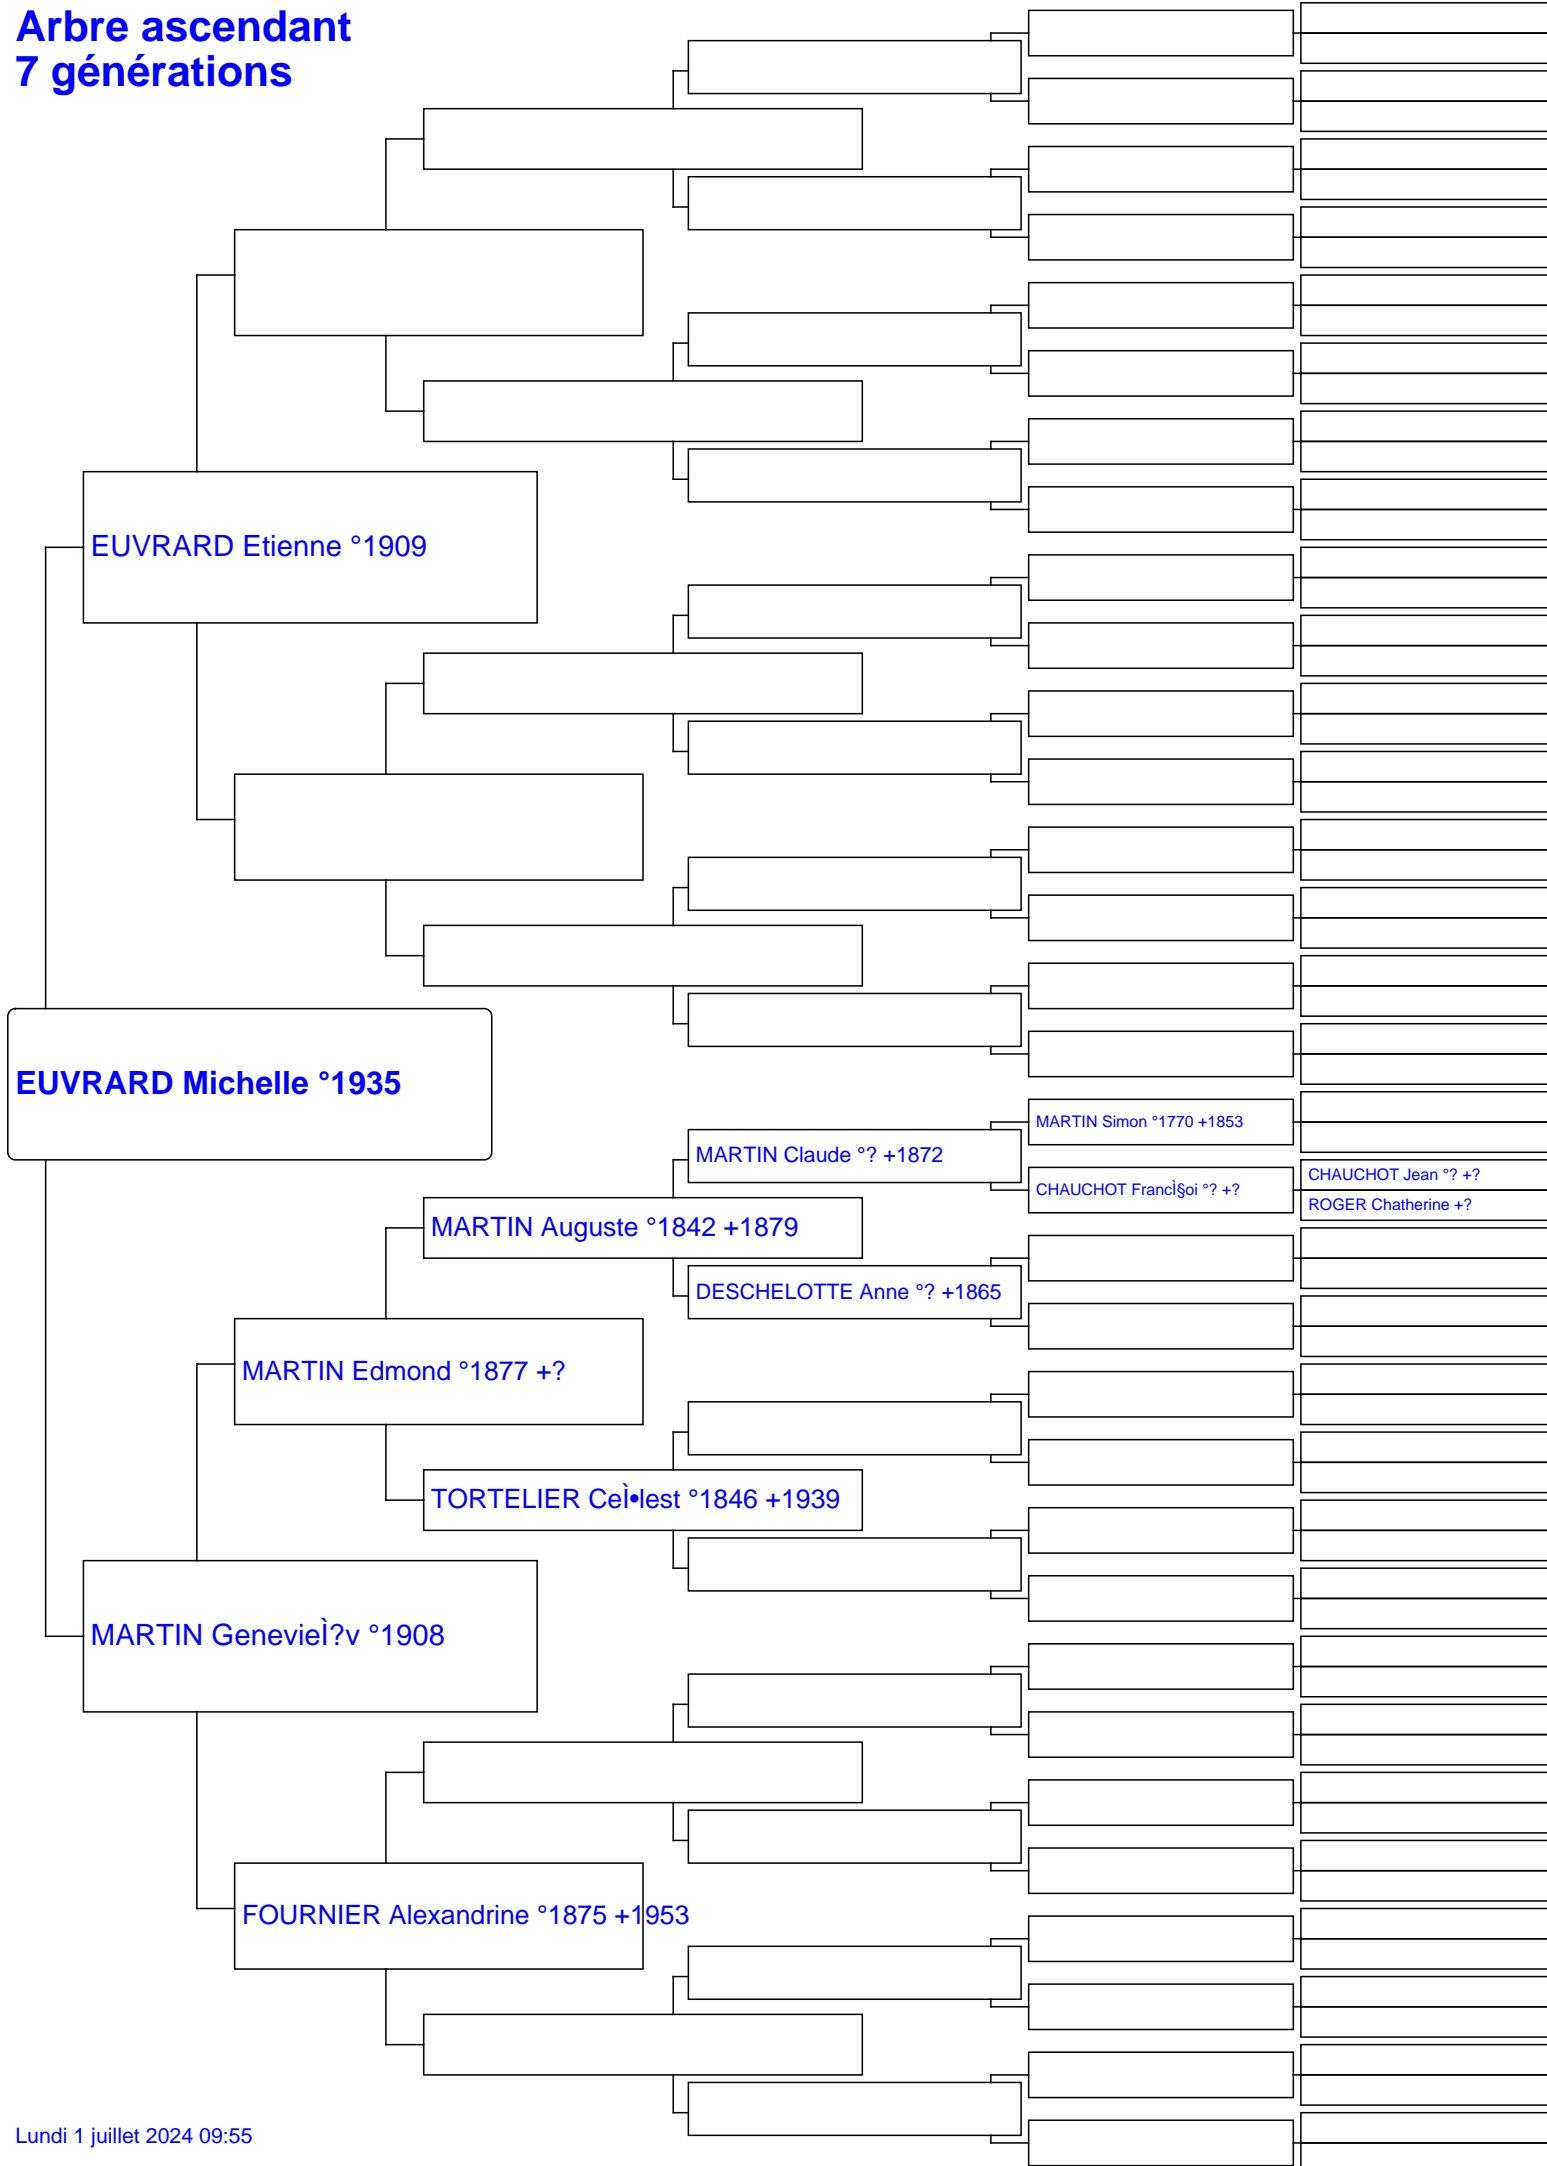 Arbre ascendant
7 générations
EUVRARD Etienne °1909
EUVRARD Michelle °1935
MARTIN Simon °1770 +1853
MARTIN Claude °? +1872
CHAUCHOT Jean °? +?
CHAUCHOT FrancÌ§oi °? +?
ROGER Chatherine +?
MARTIN Auguste °1842 +1879
DESCHELOTTE Anne °? +1865
MARTIN Edmond °1877 +?
TORTELIER CeÌ•lest °1846 +1939
MARTIN GenevieÌ?v °1908
FOURNIER Alexandrine °1875 +1953
Lundi 1 juillet 2024 09:55